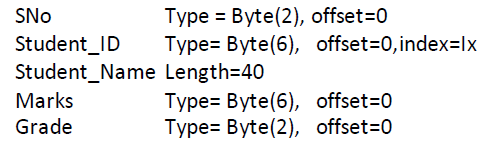 SNo Type = Byte(2), offset=0
Student_ID Type= Byte(6), offset=0,index=Ix
Student_Name Length=40
Marks Type= Byte(6), offset=0
Grade Type= Byte(2), offset=0